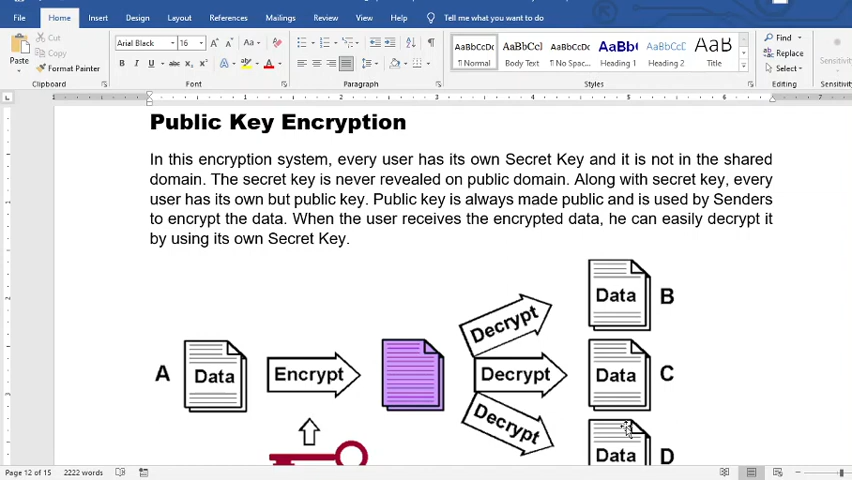 File Home Insert Design Layout References Mailings Review View Help Tell me what you want to do
Cut
Copy
Paste
Format Painter
Arial Black 16
Clipboard
Font
Paragraph
AaBbCcDc AaBbCcI AaBbCcDc AaBbC AaBbCcD AaB
¶ Normal Body Text ¶ No Spac... Heading 1 Heading 2 Title
Styles
Find
Replace
Select
Editing
Public Key Encryption
In this encryption system, every user has its own Secret Key and it is not in the shared
domain. The secret key is never revealed on public domain. Along with secret key, every
user has its own but public key. Public key is always made public and is used by Senders
to encrypt the data. When the user receives the encrypted data, he can easily decrypt it
by using its own Secret Key.
Data B
Decrypt
A Data Encrypt Decrypt Data C
Decrypt
Data D
Page 12 of 15 2222 words